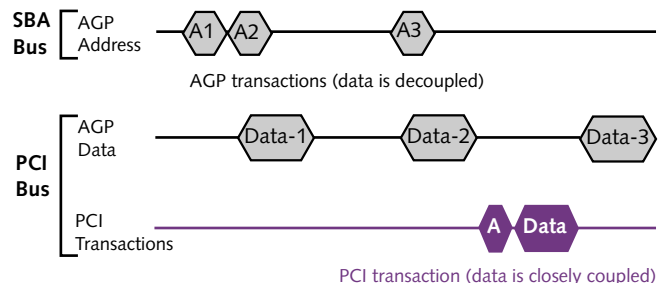 SBA
Bus
AGP
Address
A1
A2
A3
AGP transactions (data is decoupled)
PCI
Bus
AGP
Data
Data-1
Data-2
Data-3
PCI
Transactions
A
Data
PCI transaction (data is closely coupled)